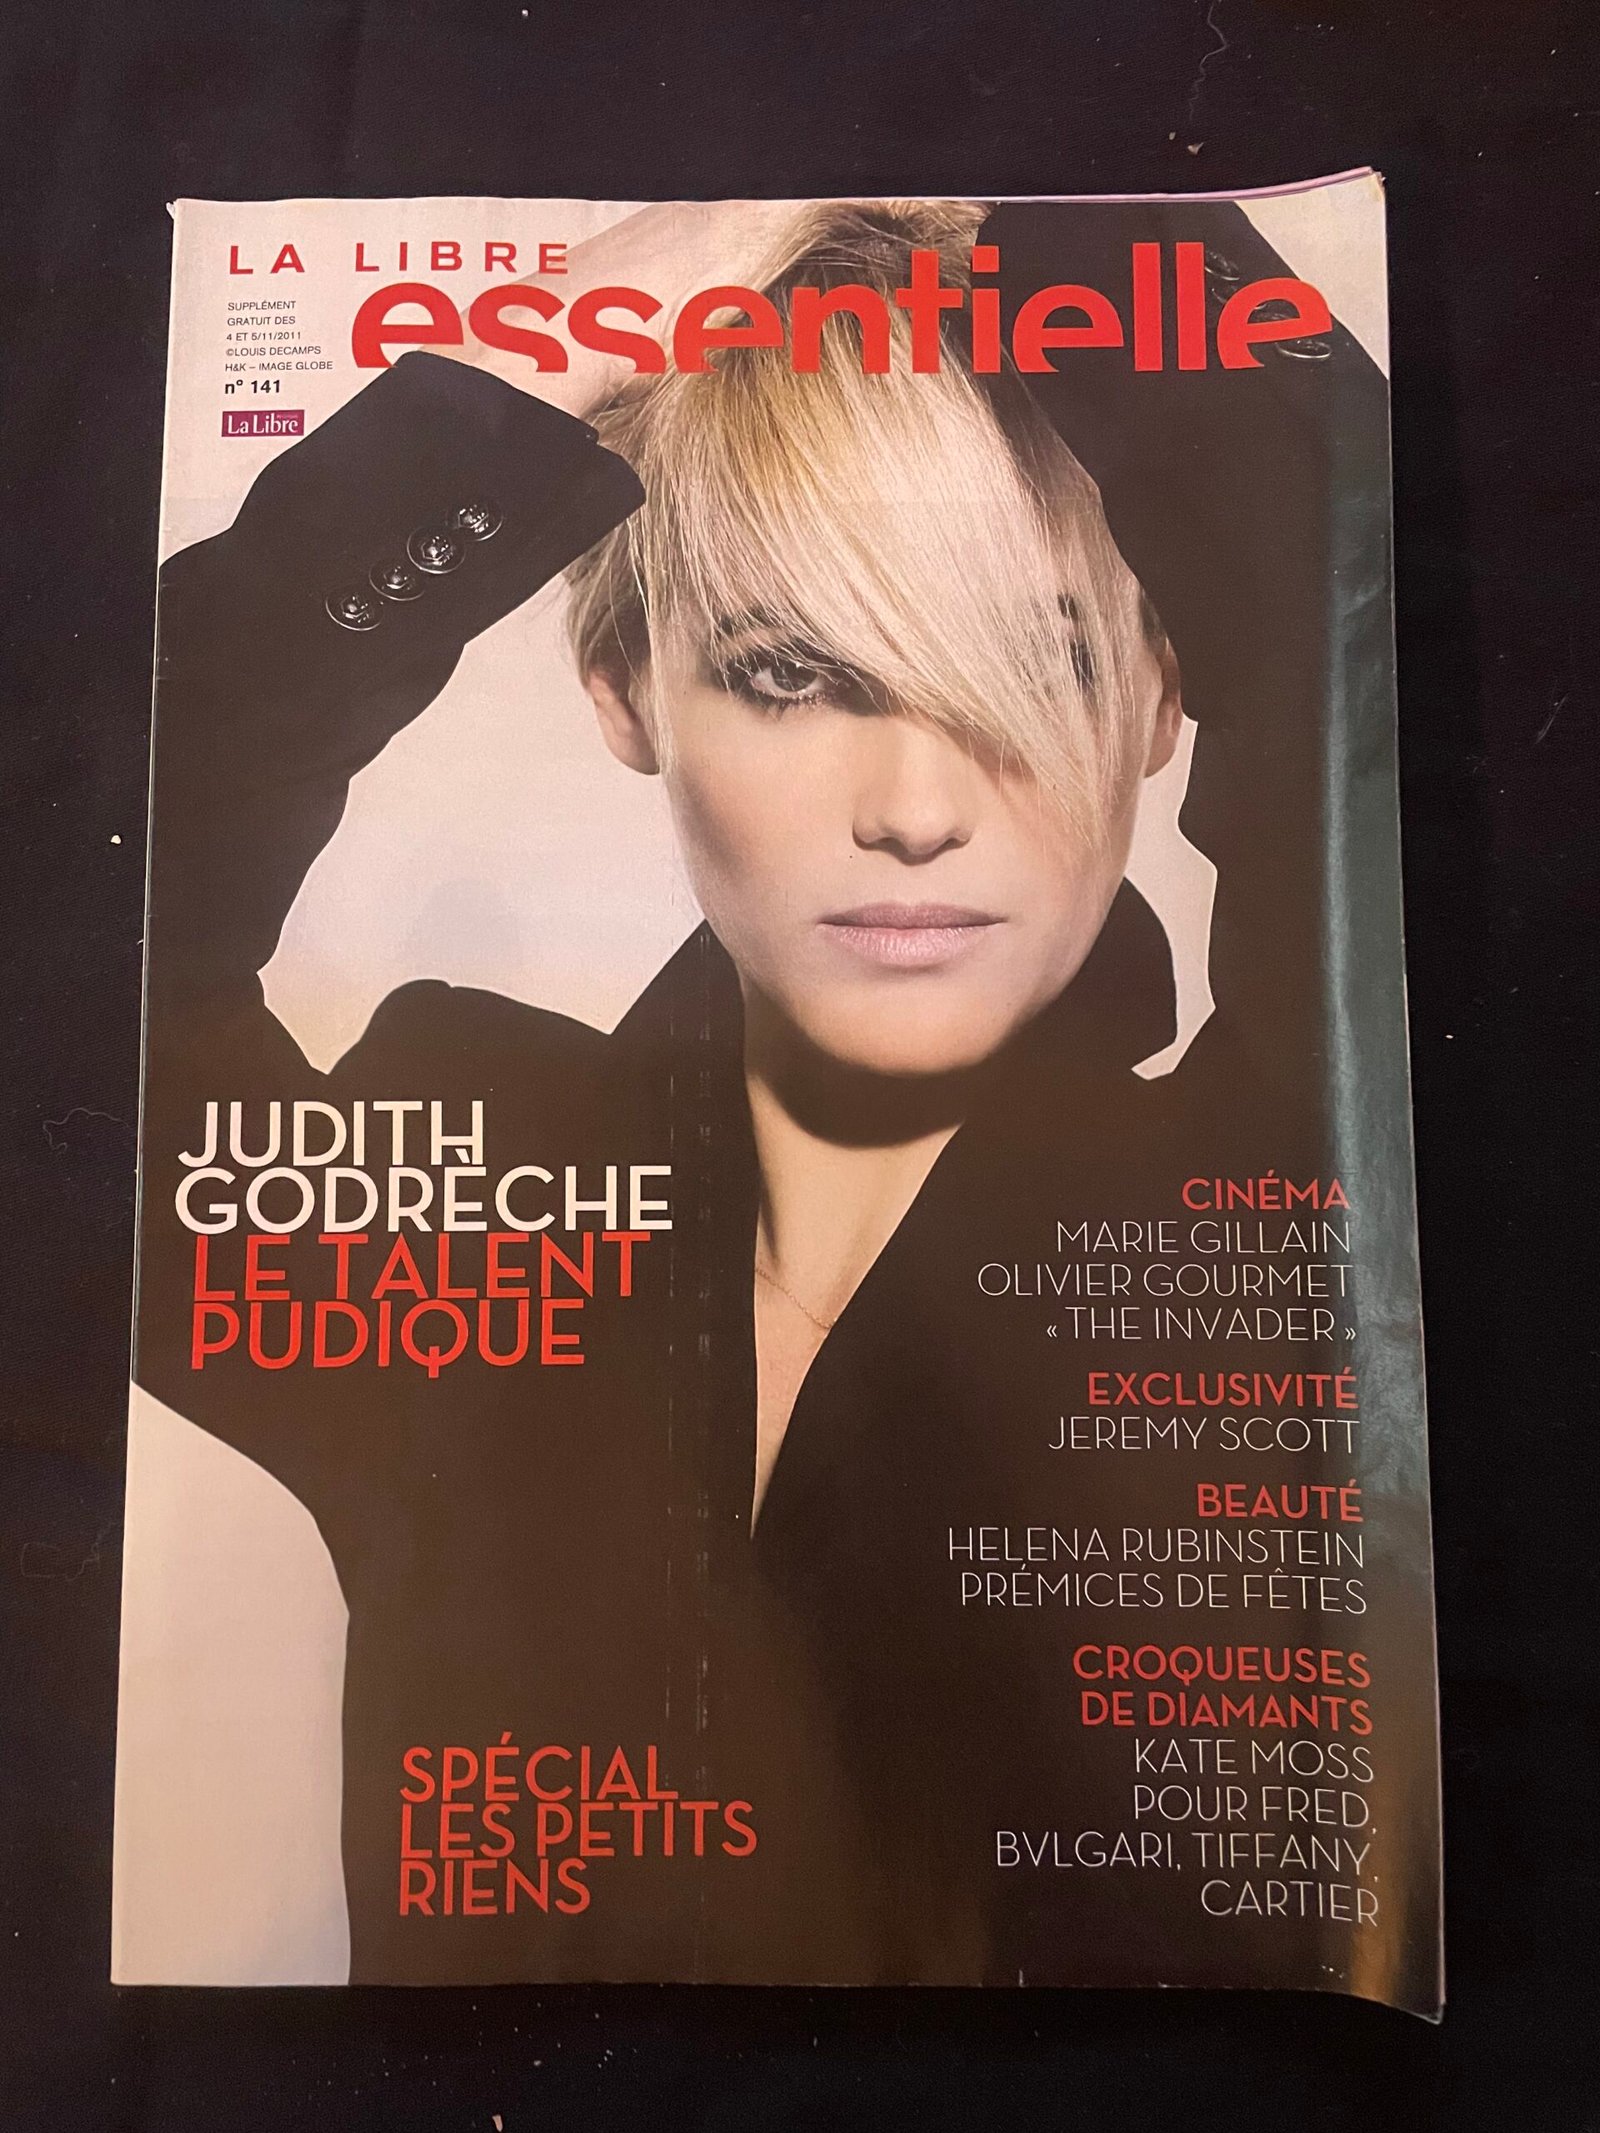 LA LIBRE
essentielle
SUPPLÉMENT
GRATUIT DES
4 ET 5/11/2011
©LOUIS DECAMPS
H&K – IMAGE GLOBE
n° 141
La Libre
JUDITH
GODRÈCHE
LE TALENT
PUDIQUE
CINÉMA
MARIE GILLAIN
OLIVIER GOURMET
« THE INVADER »
EXCLUSIVITÉ
JEREMY SCOTT
BEAUTÉ
HELENA RUBINSTEIN
PRÉMICES DE FÊTES
CROQUEUSES
DE DIAMANTS
KATE MOSS
POUR FRED,
BVLGARI, TIFFANY,
CARTIER
SPÉCIAL
LES PETITS
RIENS